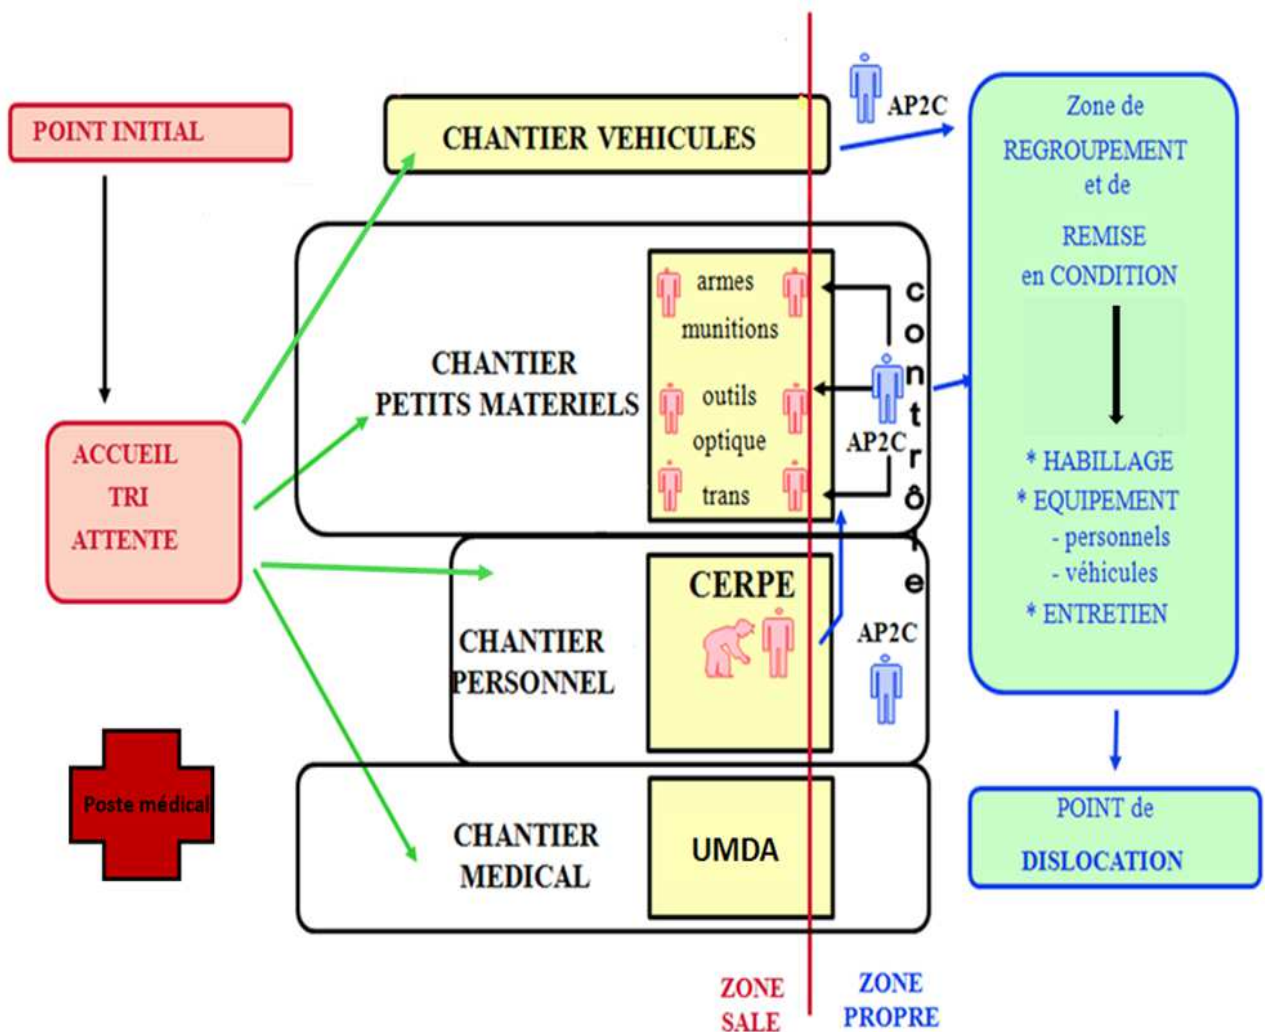 POINT INITIAL
ACCUEIL
TRI
ATTENTE
Poste médical
CHANTIER VEHICULES
AP2C
CHANTIER
PETITS MATERIELS
armes
munitions
outils
optique
trans
AP2C
contrôle
CHANTIER
PERSONNEL
CERPE
AP2C
CHANTIER
MEDICAL
UMDA
Zone de
REGROUPEMENT
et de
REMISE
en CONDITION
* HABILLAGE
* EQUIPEMENT
- personnels
- véhicules
* ENTRETIEN
POINT de
DISLOCATION
ZONE
SALE
ZONE
PROPRE